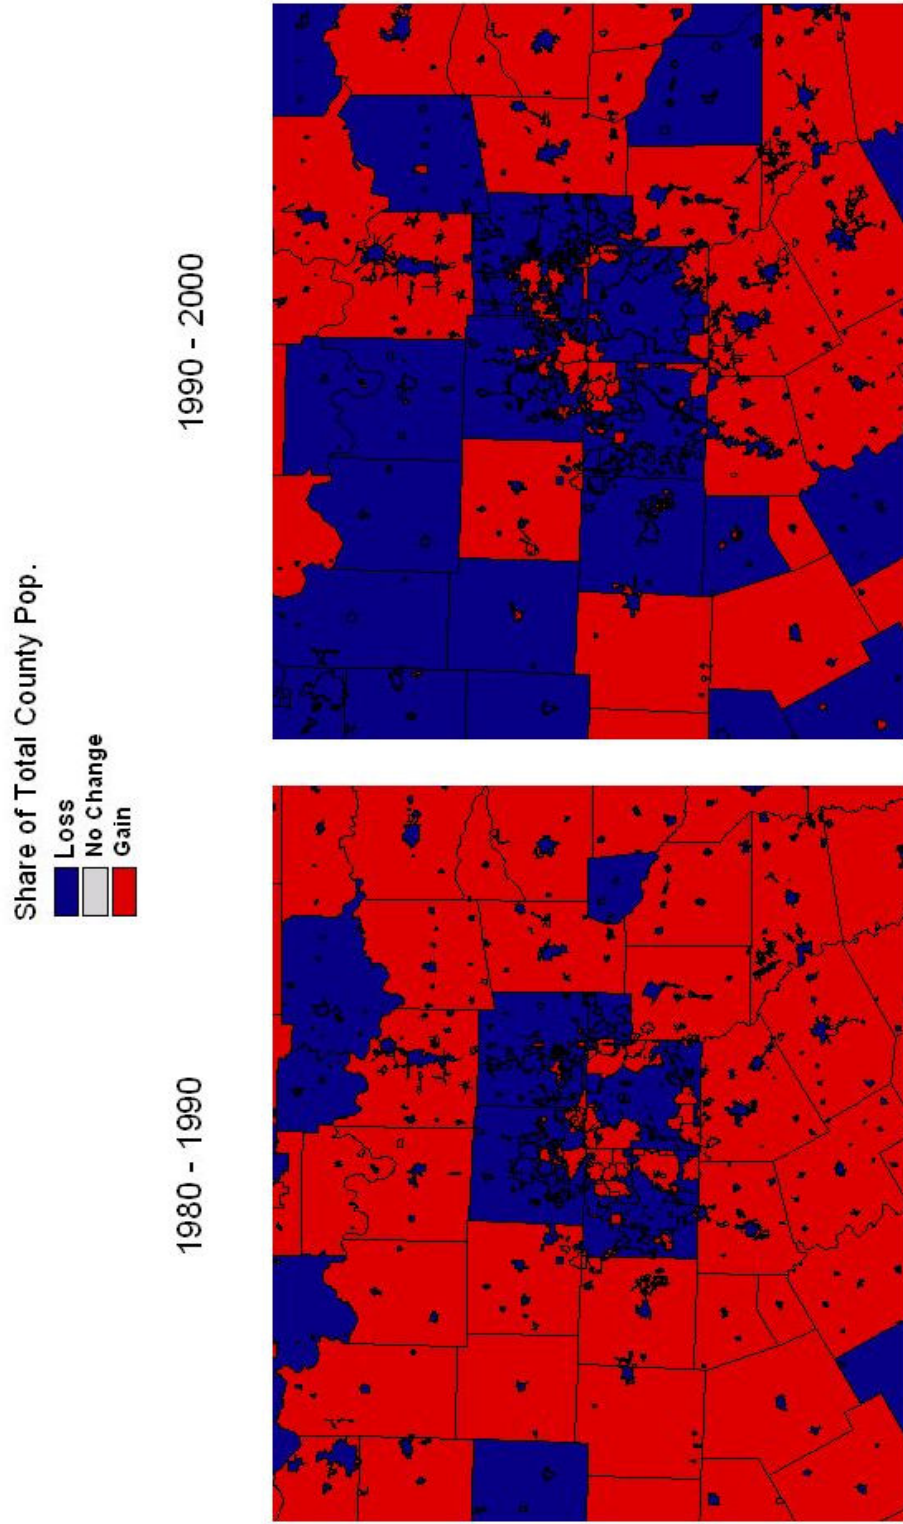 Share of Total County Pop.
Loss
No Change
Gain
1980 - 1990
1990 - 2000